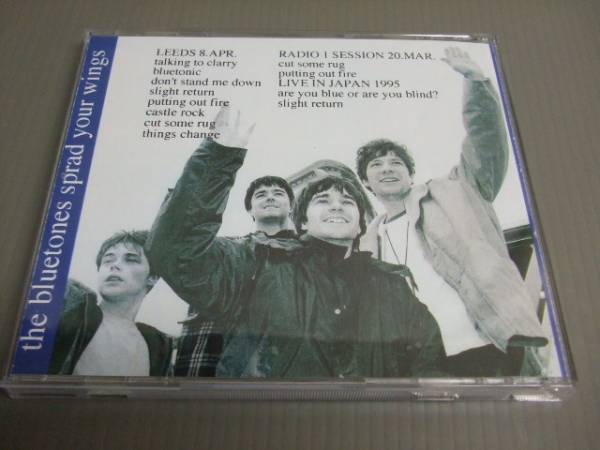 the bluetones sprad your wings
LEEDS 8.APR.
talking to clarry
bluetonic
don't stand me down
slight return
putting out fire
castle rock
cut some rug
things change
RADIO 1 SESSION 20.MAR.
cut some rug
putting out fire
LIVE IN JAPAN 1995
are you blue or are you blind?
slight return